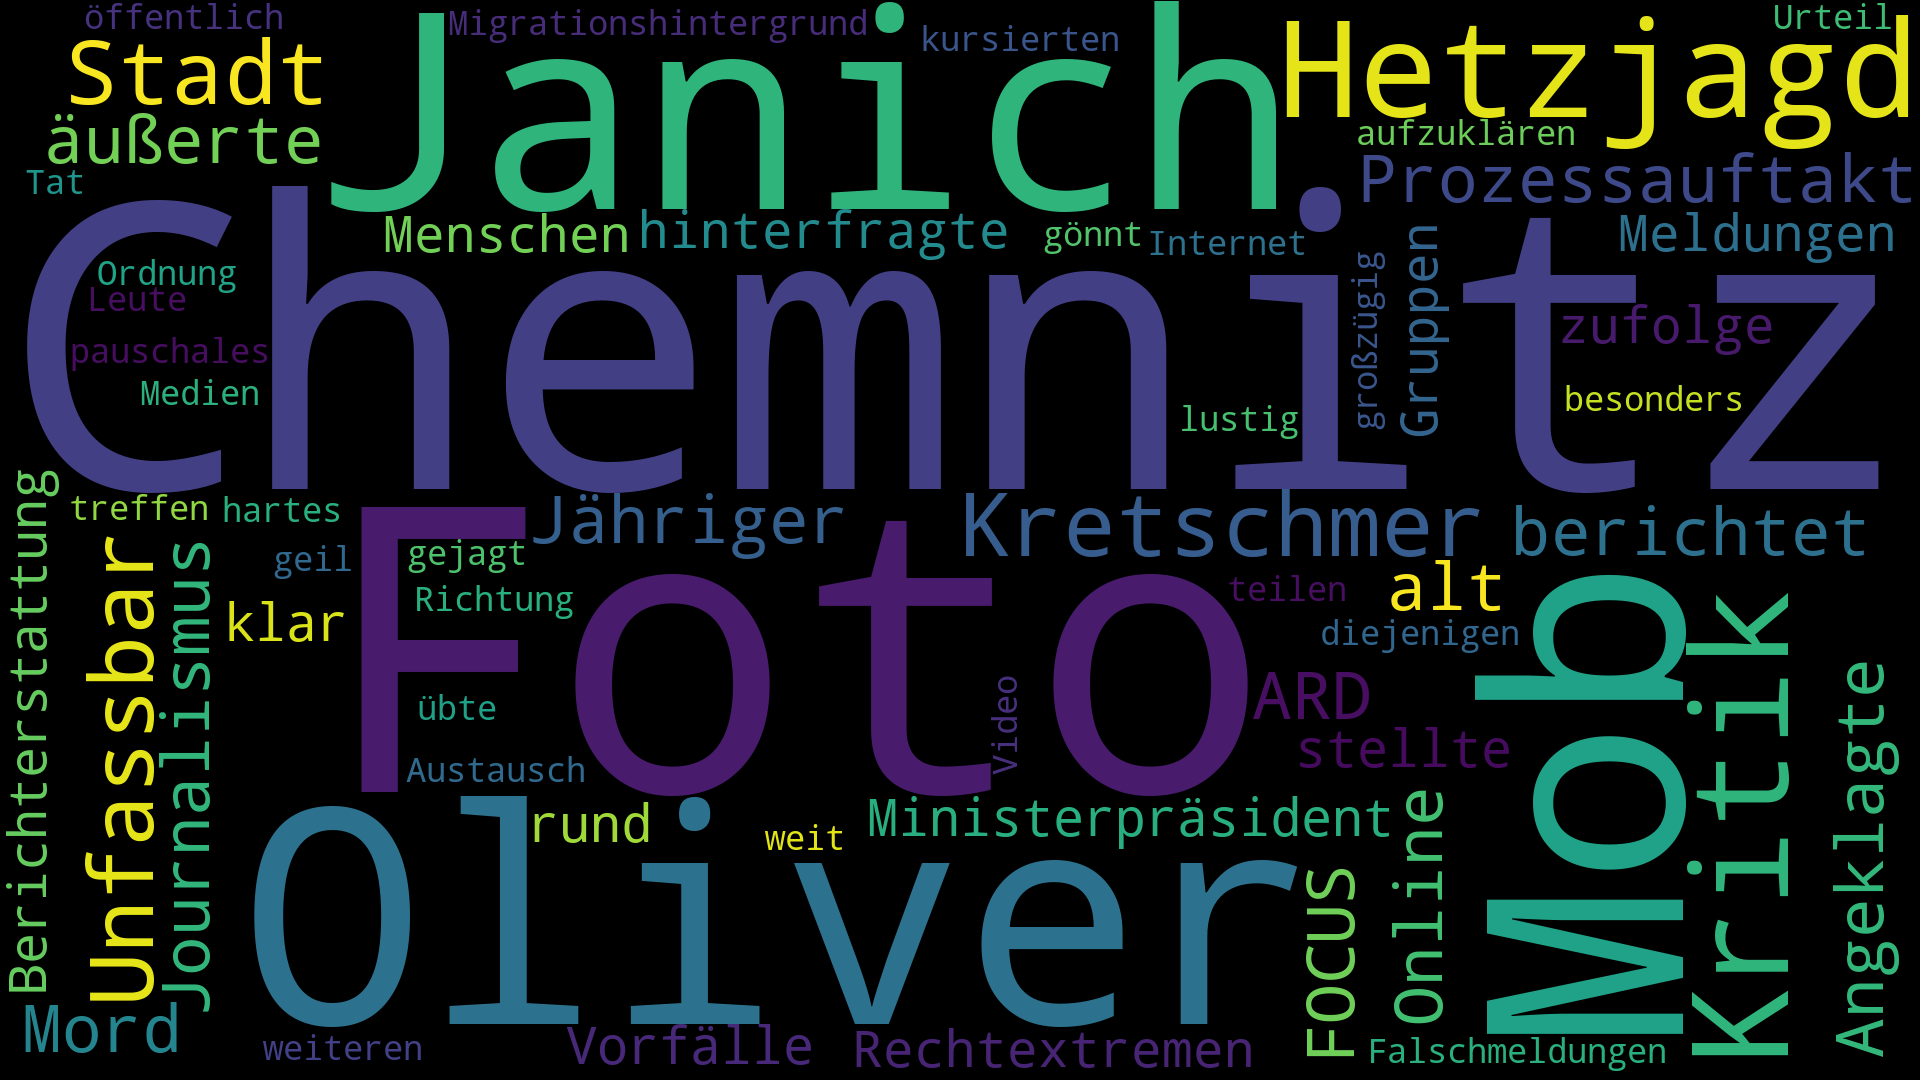 öffentlich
Migrationshintergrund
kursierten
Urteil
Stadt
Janich
Hetzjagd
äußerte
aufzuklären
Tat
Prozessauftakt
Menschen
hinterfragte
gönnt
Internet
Meldungen
Ordnung
Leute
Chemnitz
großzügig
Gruppen
zufolge
pauschales
Medien
lustig
besonders
treffen
hartes
Jähriger
Kretschmer
berichtet
geil
gejagt
Richtung
klar
Foto
teilen
alt
diejenigen
Berichterstattung
Unfassbar
Journalismus
übte
Video
ARD
stellte
Mob
Kritik
Angeklagte
Austausch
rund
weit
Ministerpräsident
Oliver
FOCUS
Online
Mord
weiteren
Vorfälle
Rechtextremen
Falschmeldungen